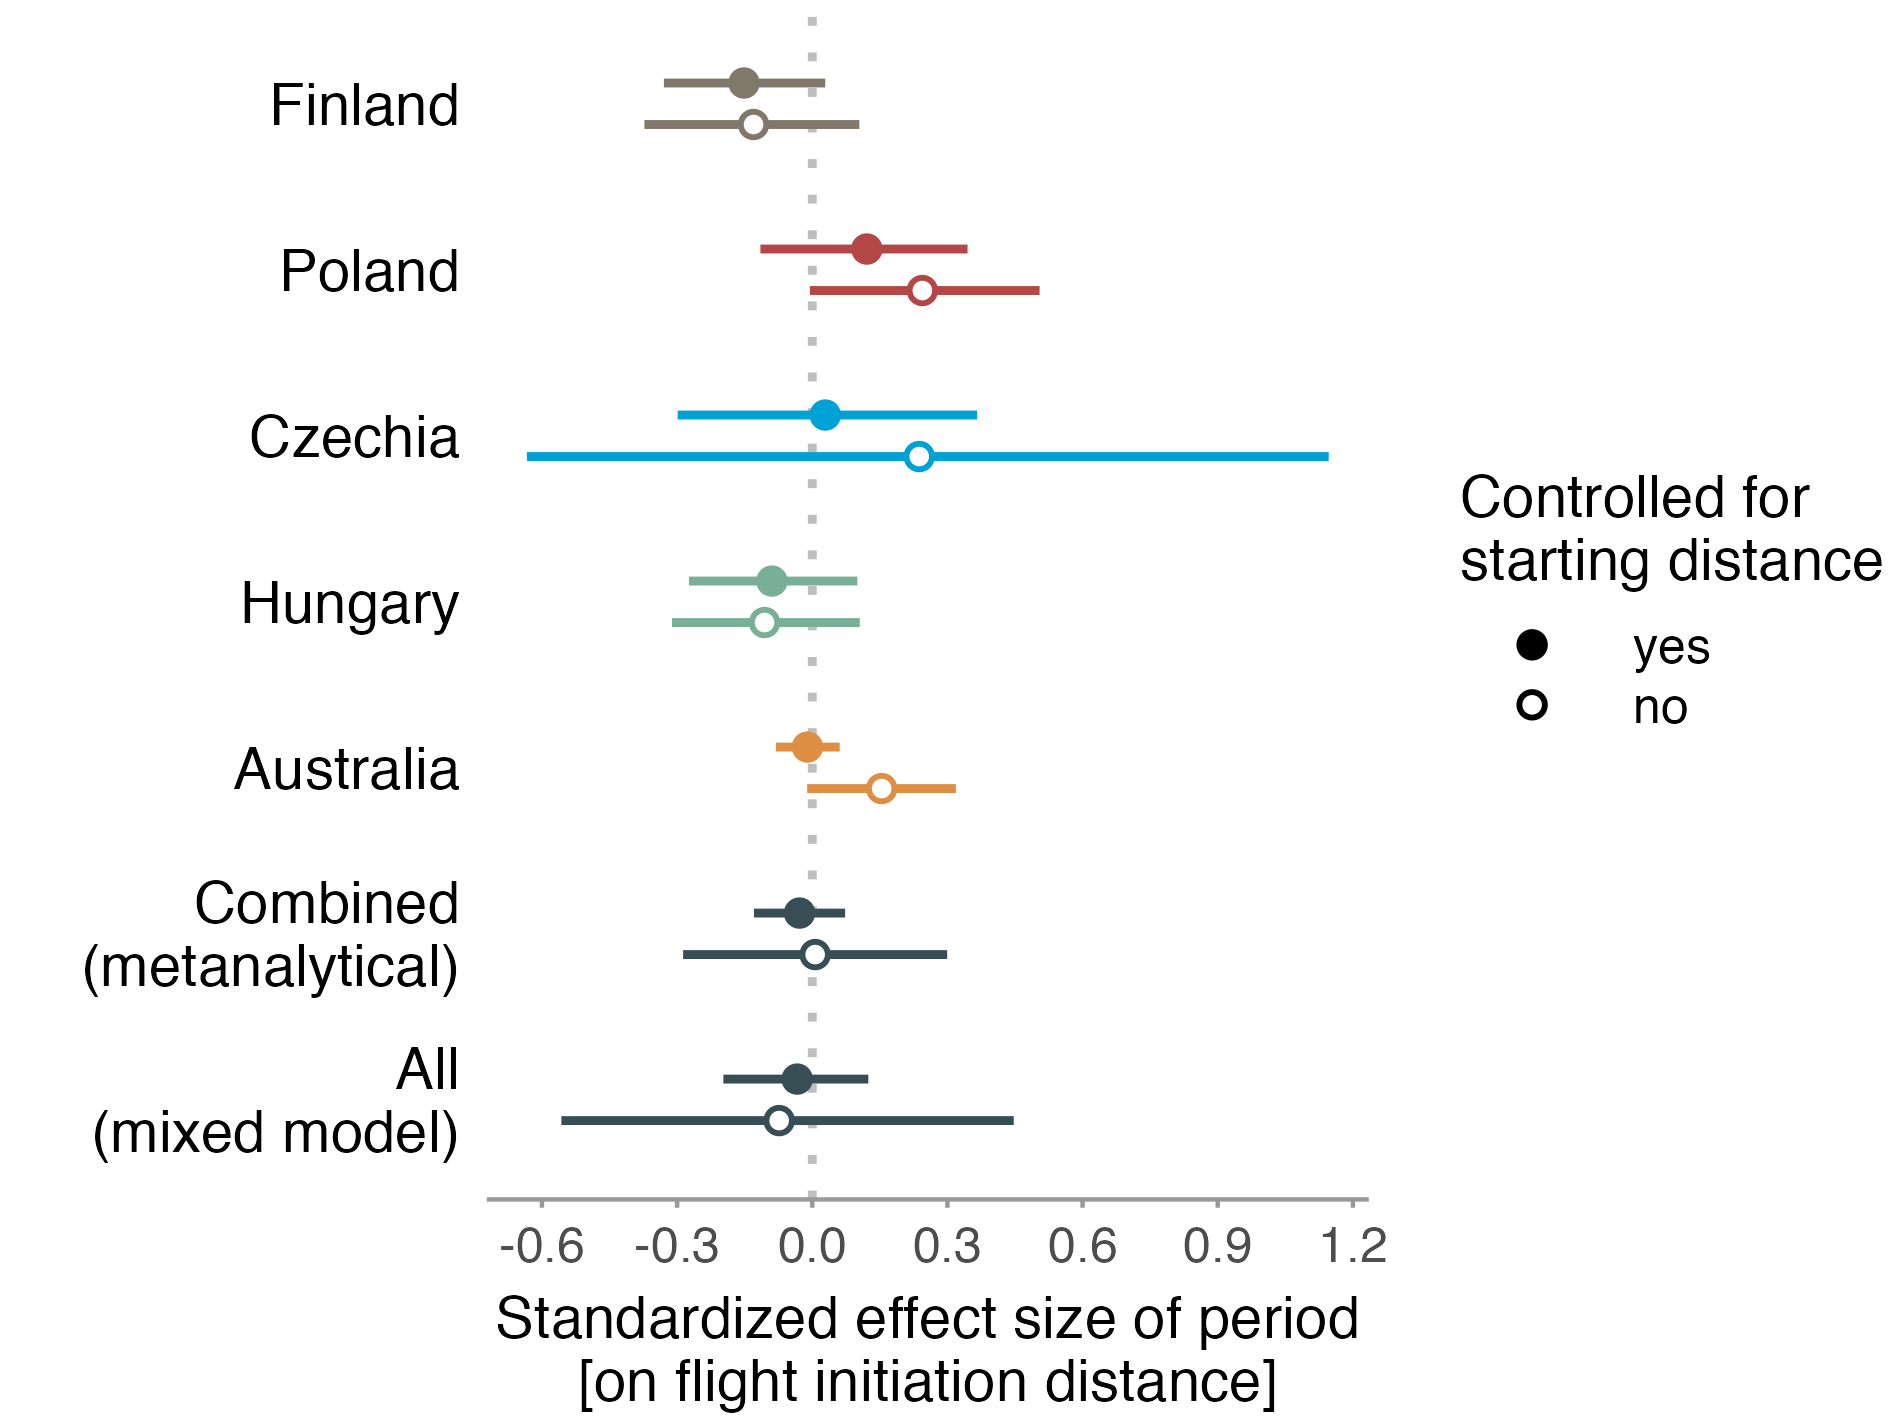 Finland
Poland
Czechia
Hungary
Australia
Combined
(metanalytical)
All
(mixed model)
Controlled for
starting distance
yes
no
-0.6 -0.3 0.0 0.3 0.6 0.9 1.2
Standardized effect size of period
[on flight initiation distance]